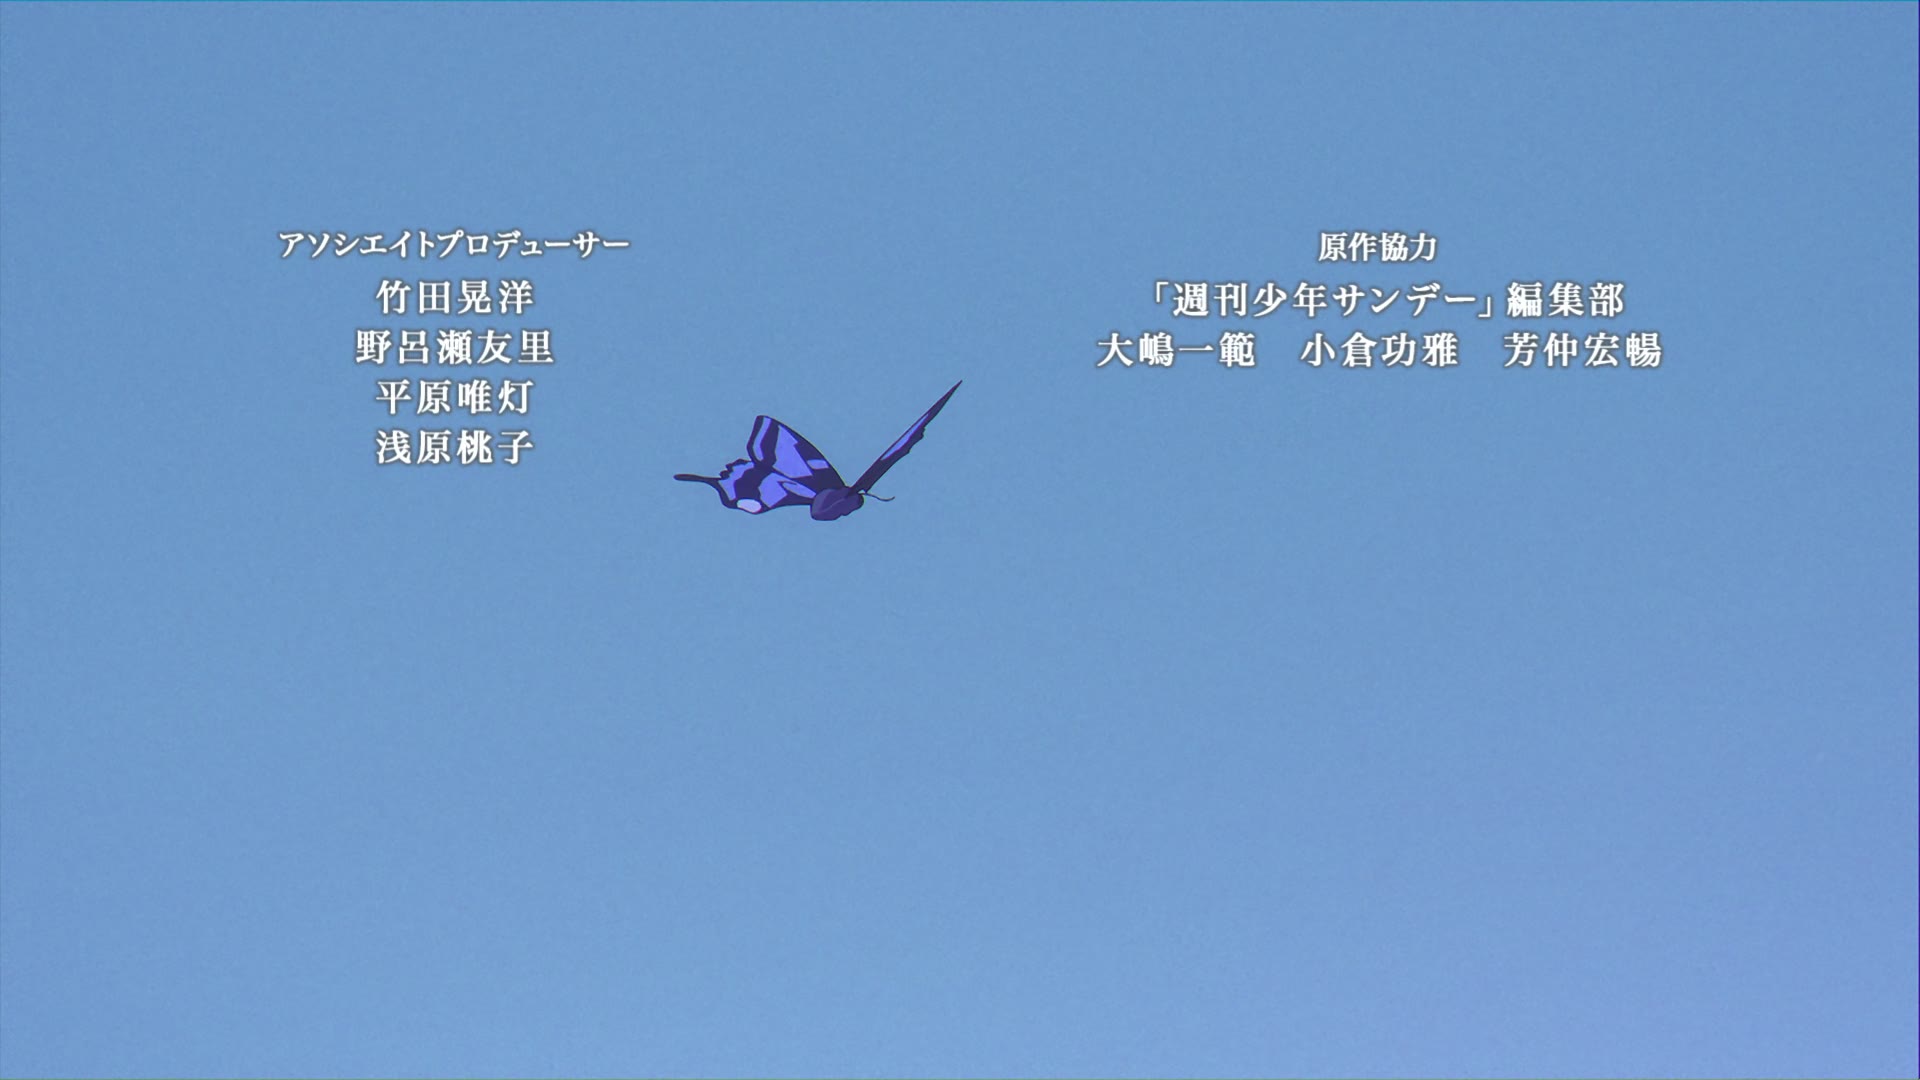 アソシエイトプロデューサー
竹田晃洋
野呂瀬友里
平原唯灯
浅原桃子
原作協力
「週刊少年サンデー」編集部
大嶋一範　小倉功雅　芳仲宏暢